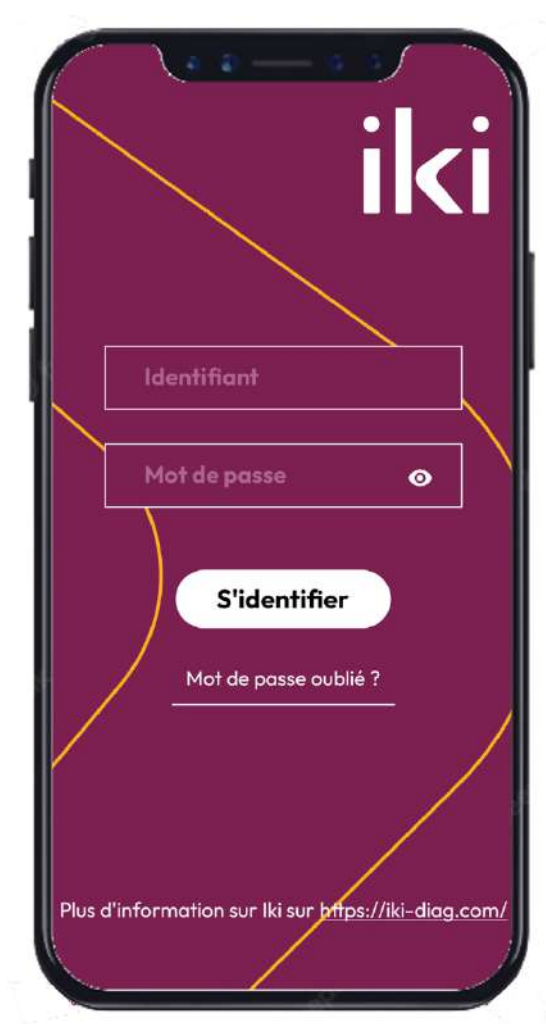 iki
Identifiant
Mot de passe
S'identifier
Mot de passe oublié ?
Plus d'information sur Iki sur https://iki-diag.com/